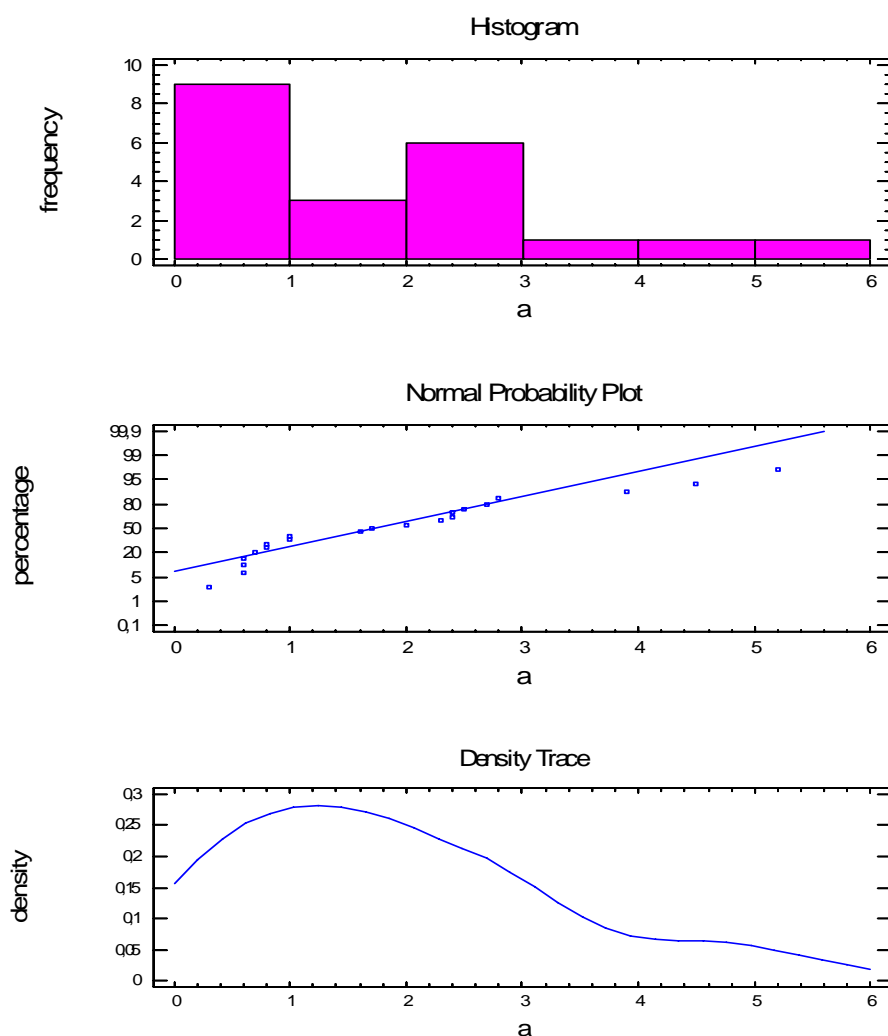 Histogram
frequency
10
8
6
4
2
0
0 1 2 3 4 5 6
a
Normal Probability Plot
percentage
99,9
99
95
80
50
20
5
1
0,1
0 1 2 3 4 5 6
a
Density Trace
density
0,3
0,25
0,2
0,15
0,1
0,05
0
0 1 2 3 4 5 6
a